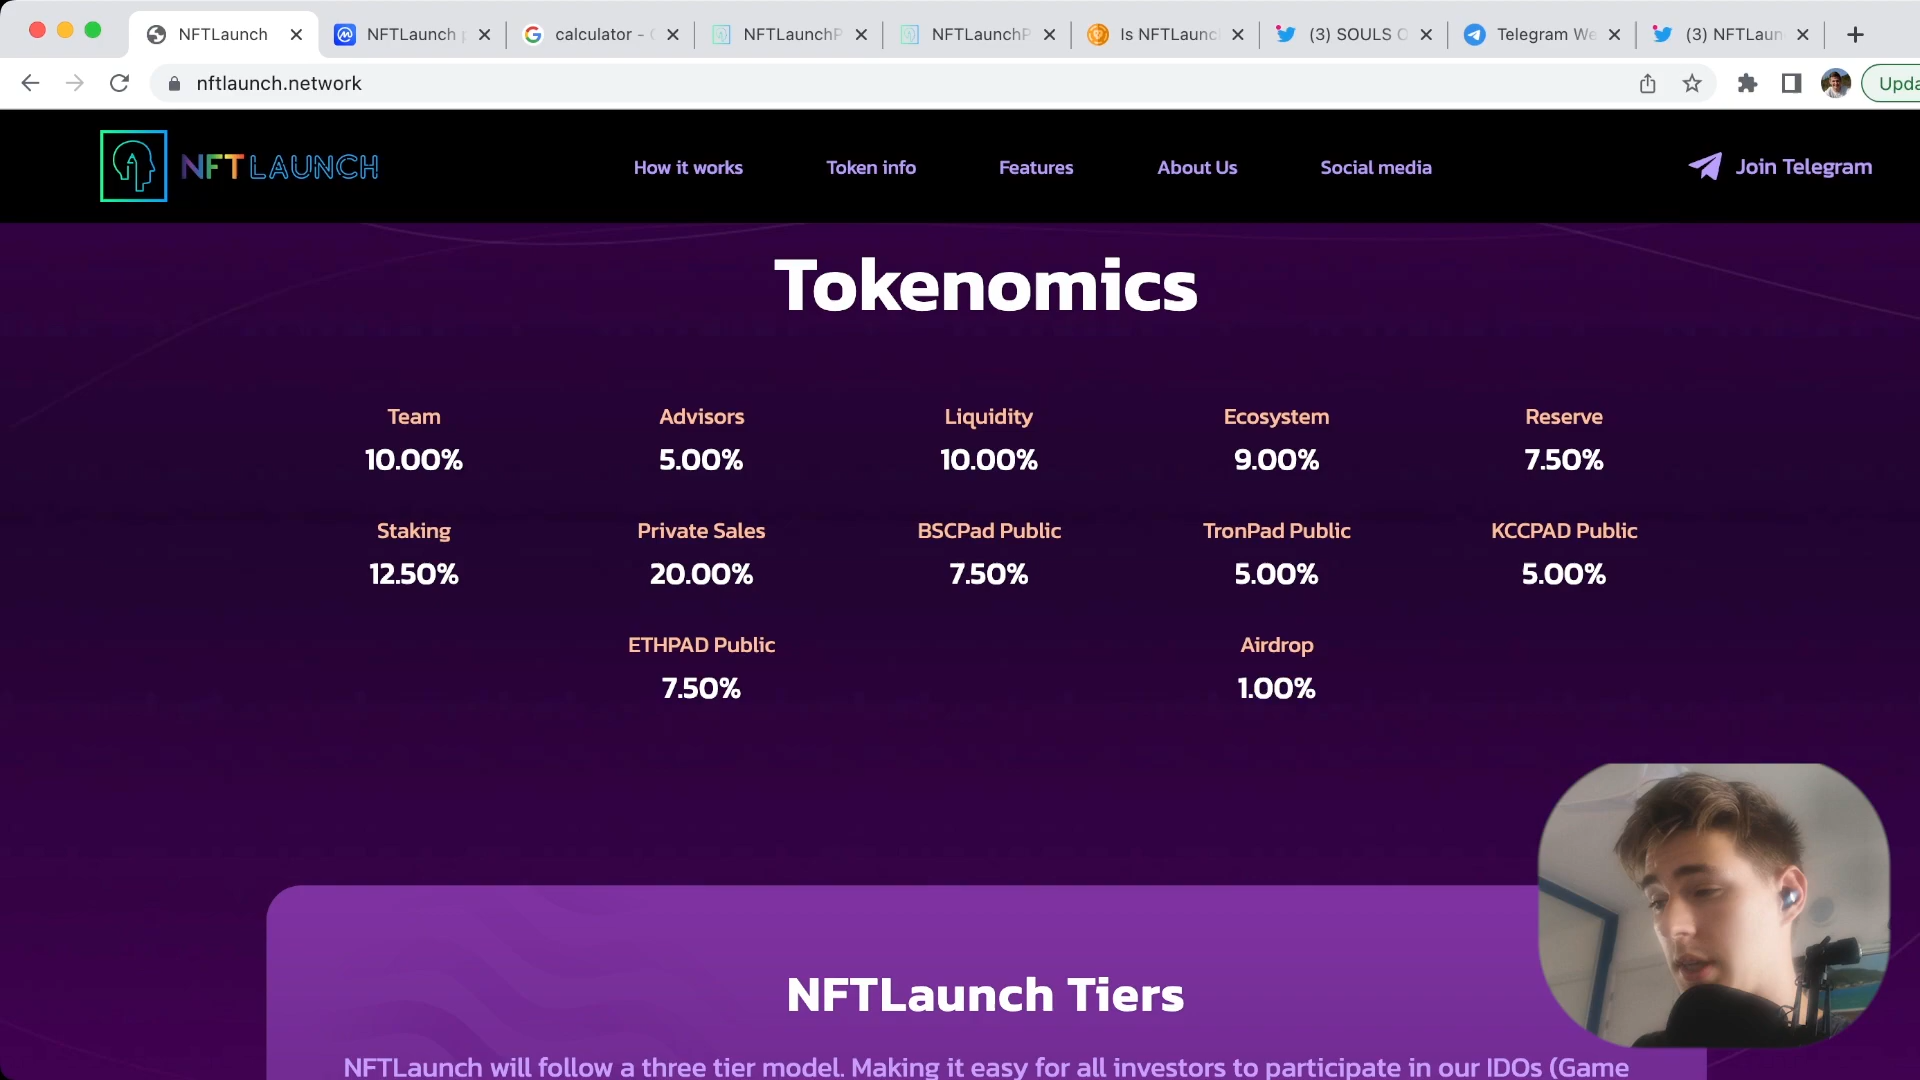 NFTLaunch
NFTLaunch
calculator -
NFTLaunchP
NFTLaunchP
Is NFTLaunc
(3) SOULS O
Telegram We
(3) NFTLaun
nftlaunch.network
Upda
NFT LAUNCH
How it works
Token info
Features
About Us
Social media
Join Telegram
Tokenomics
Team
Advisors
Liquidity
Ecosystem
Reserve
10.00%
5.00%
10.00%
9.00%
7.50%
Staking
Private Sales
BSCPad Public
TronPad Public
KCCPAD Public
12.50%
20.00%
7.50%
5.00%
5.00%
ETHPAD Public
Airdrop
7.50%
1.00%
NFTLaunch Tiers
NFTLaunch will follow a three tier model. Making it easy for all investors to participate in our IDOs (Game